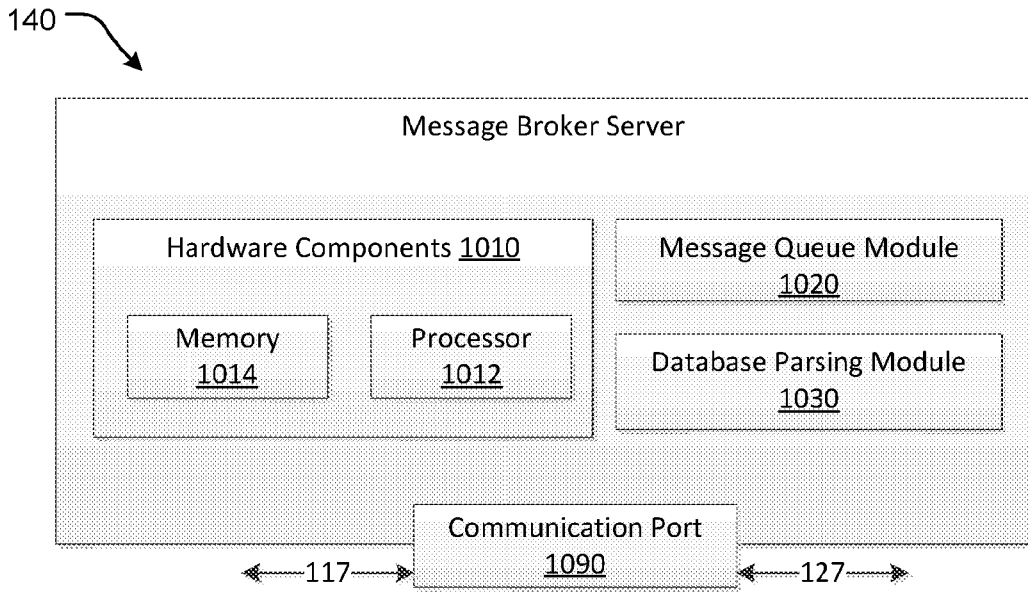 140
Message Broker Server
Hardware Components 1010
Memory
1014
Processor
1012
Message Queue Module
1020
Database Parsing Module
1030
Communication Port
1090
117
127